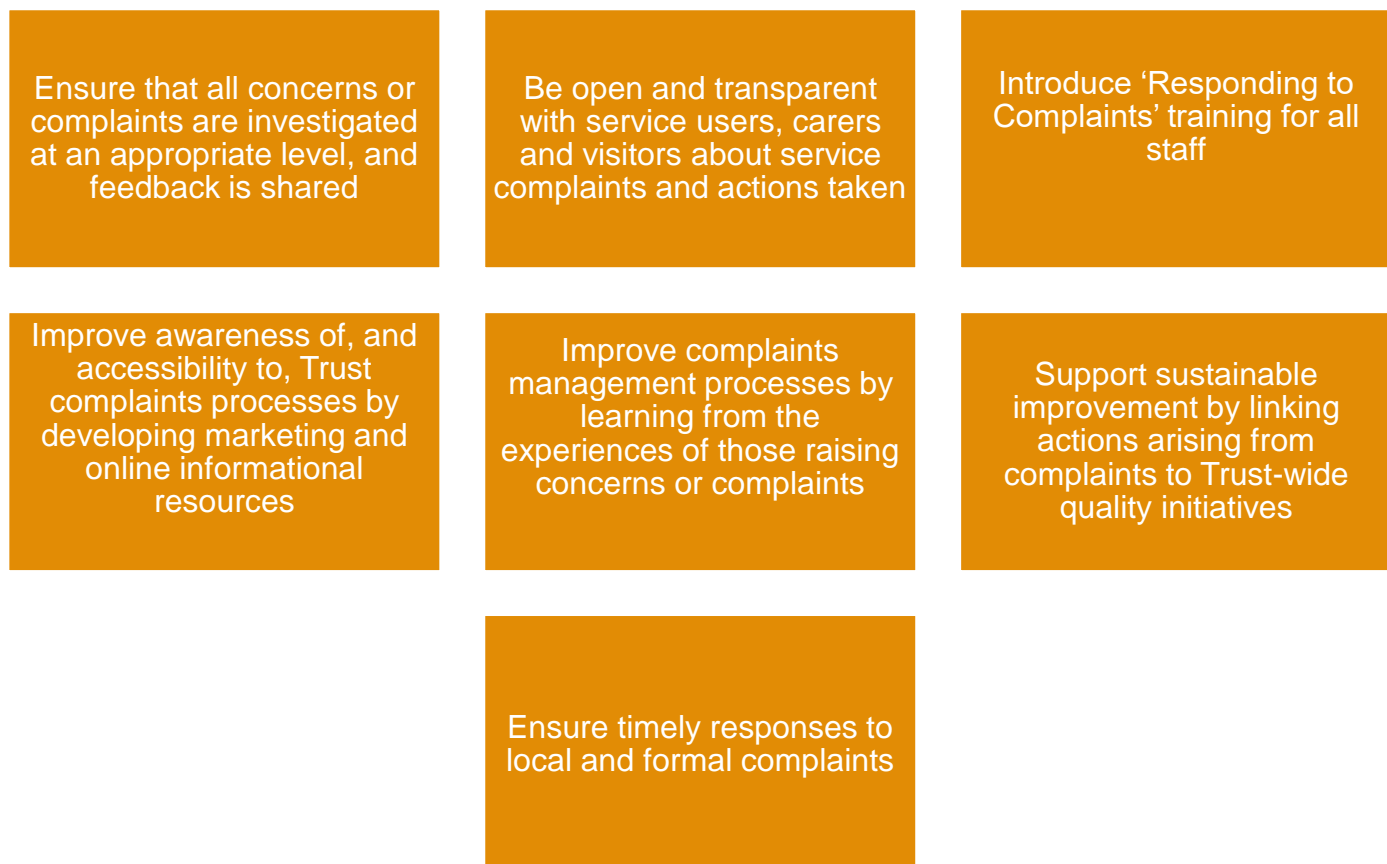 Ensure that all concerns or
complaints are investigated
at an appropriate level, and
feedback is shared
Be open and transparent
with service users, carers
and visitors about service
complaints and actions taken
Introduce ‘Responding to
Complaints’ training for all
staff
Improve awareness of, and
accessibility to, Trust
complaints processes by
developing marketing and
online informational
resources
Improve complaints
management processes by
learning from the
experiences of those raising
concerns or complaints
Support sustainable
improvement by linking
actions arising from
complaints to Trust-wide
quality initiatives
Ensure timely responses to
local and formal complaints